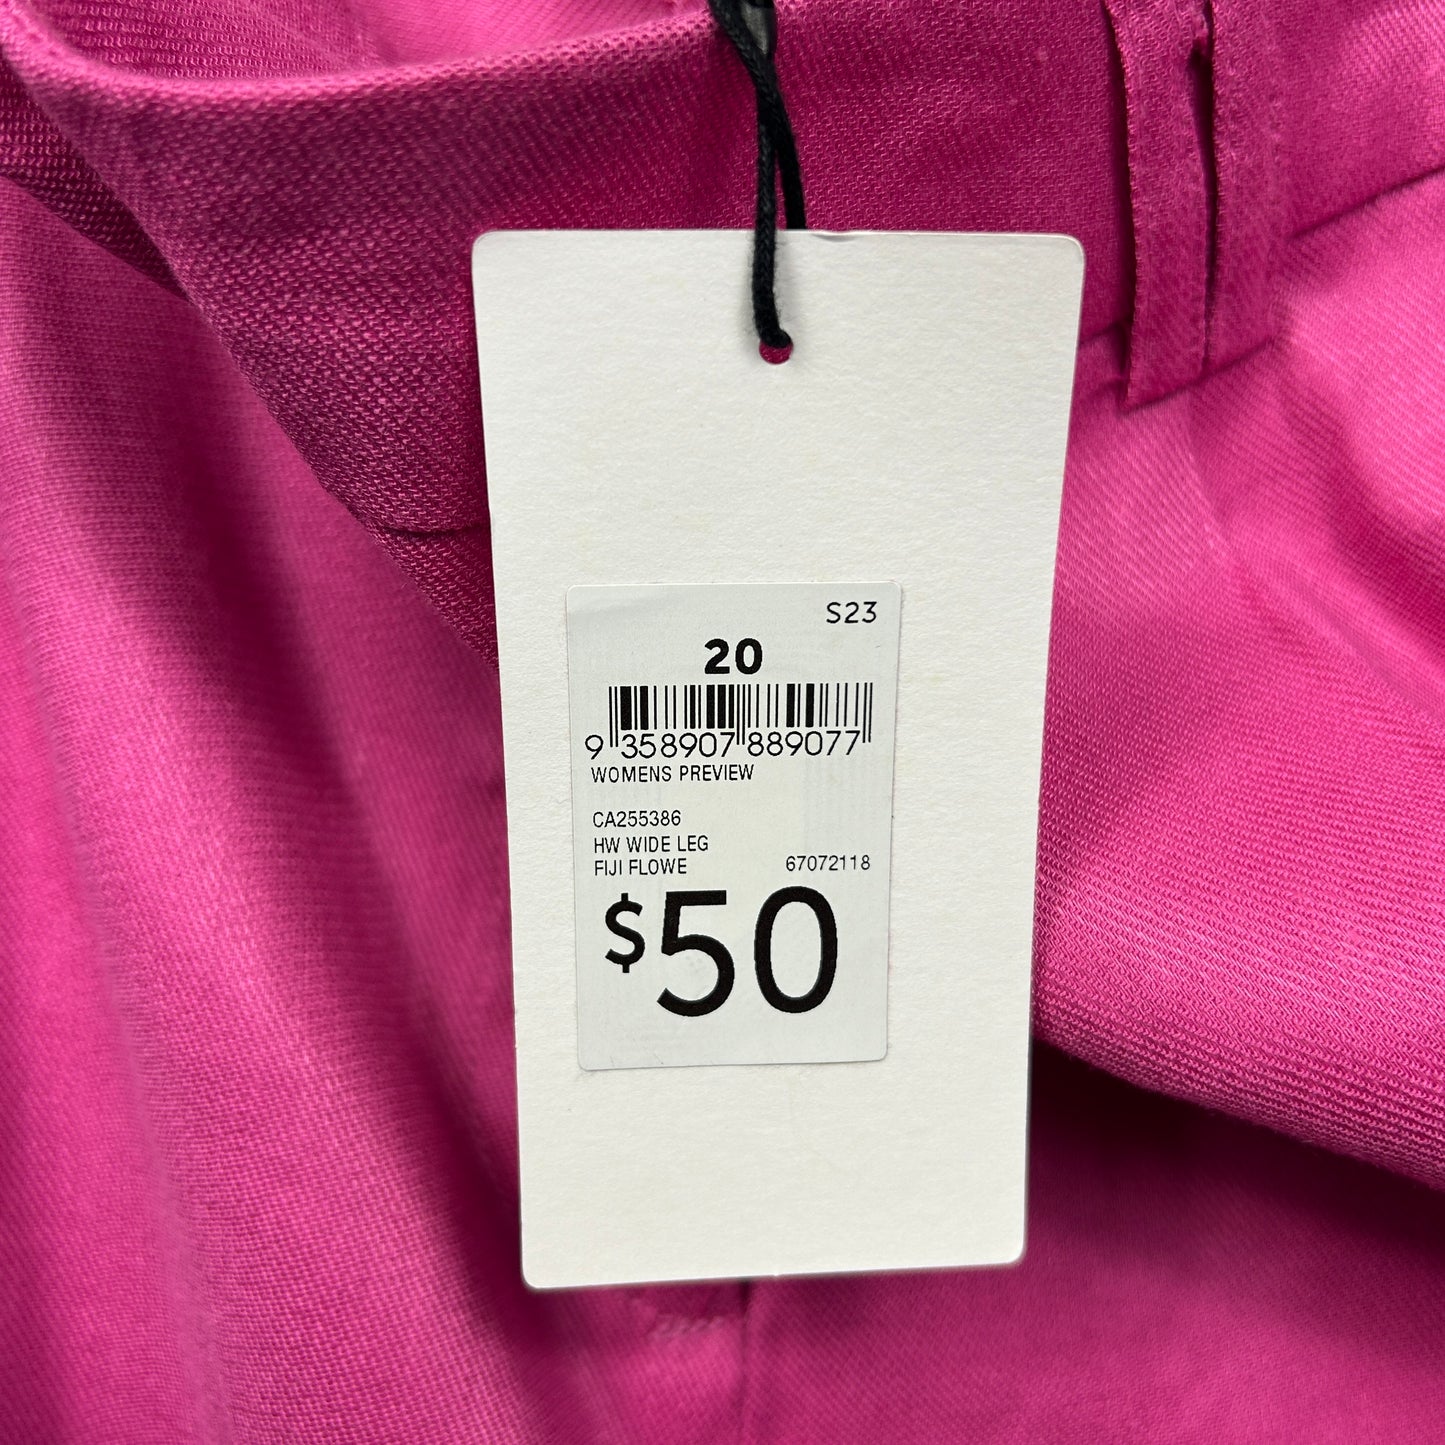 S23
20
9 358907 889077
WOMENS PREVIEW
CA255386
HW WIDE LEG
FIJI FLOWE 67072118
$50